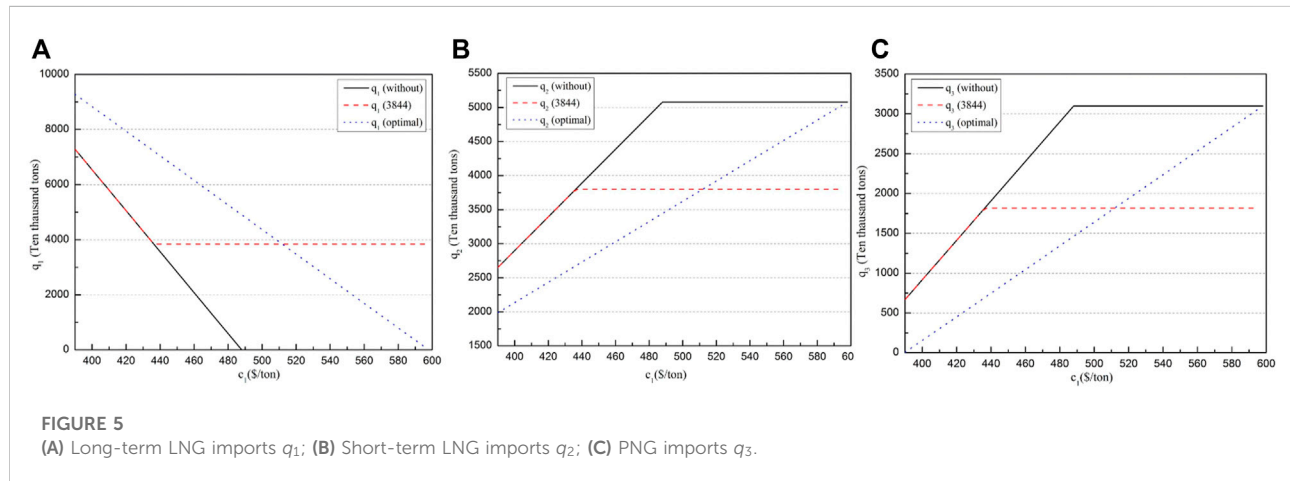 A
10000
8000
6000
4000
2000
0
q₁ (Ten thausand tons)
q₁ (without)
q₁ (3844)
q₁ (optimal)
400 420 440 460 480 500 520 540 560 580 600
c₁($/ton)
B
5500
5000
4500
4000
3500
3000
2500
2000
1500
q₂ (Ten thausand tons)
q₂ (without)
q₂ (3844)
q₂ (optimal)
400 420 440 460 480 500 520 540 560 580 60
c₁($/ton)
C
3500
3000
2500
2000
1500
1000
500
0
q₃ (Ten thausand tons)
q₃ (without)
q₃ (3844)
q₃ (optimal)
400 420 440 460 480 500 520 540 560 580 600
c₁($/ton)
FIGURE 5
(A) Long-term LNG imports q₁; (B) Short-term LNG imports q₂; (C) PNG imports q₃.